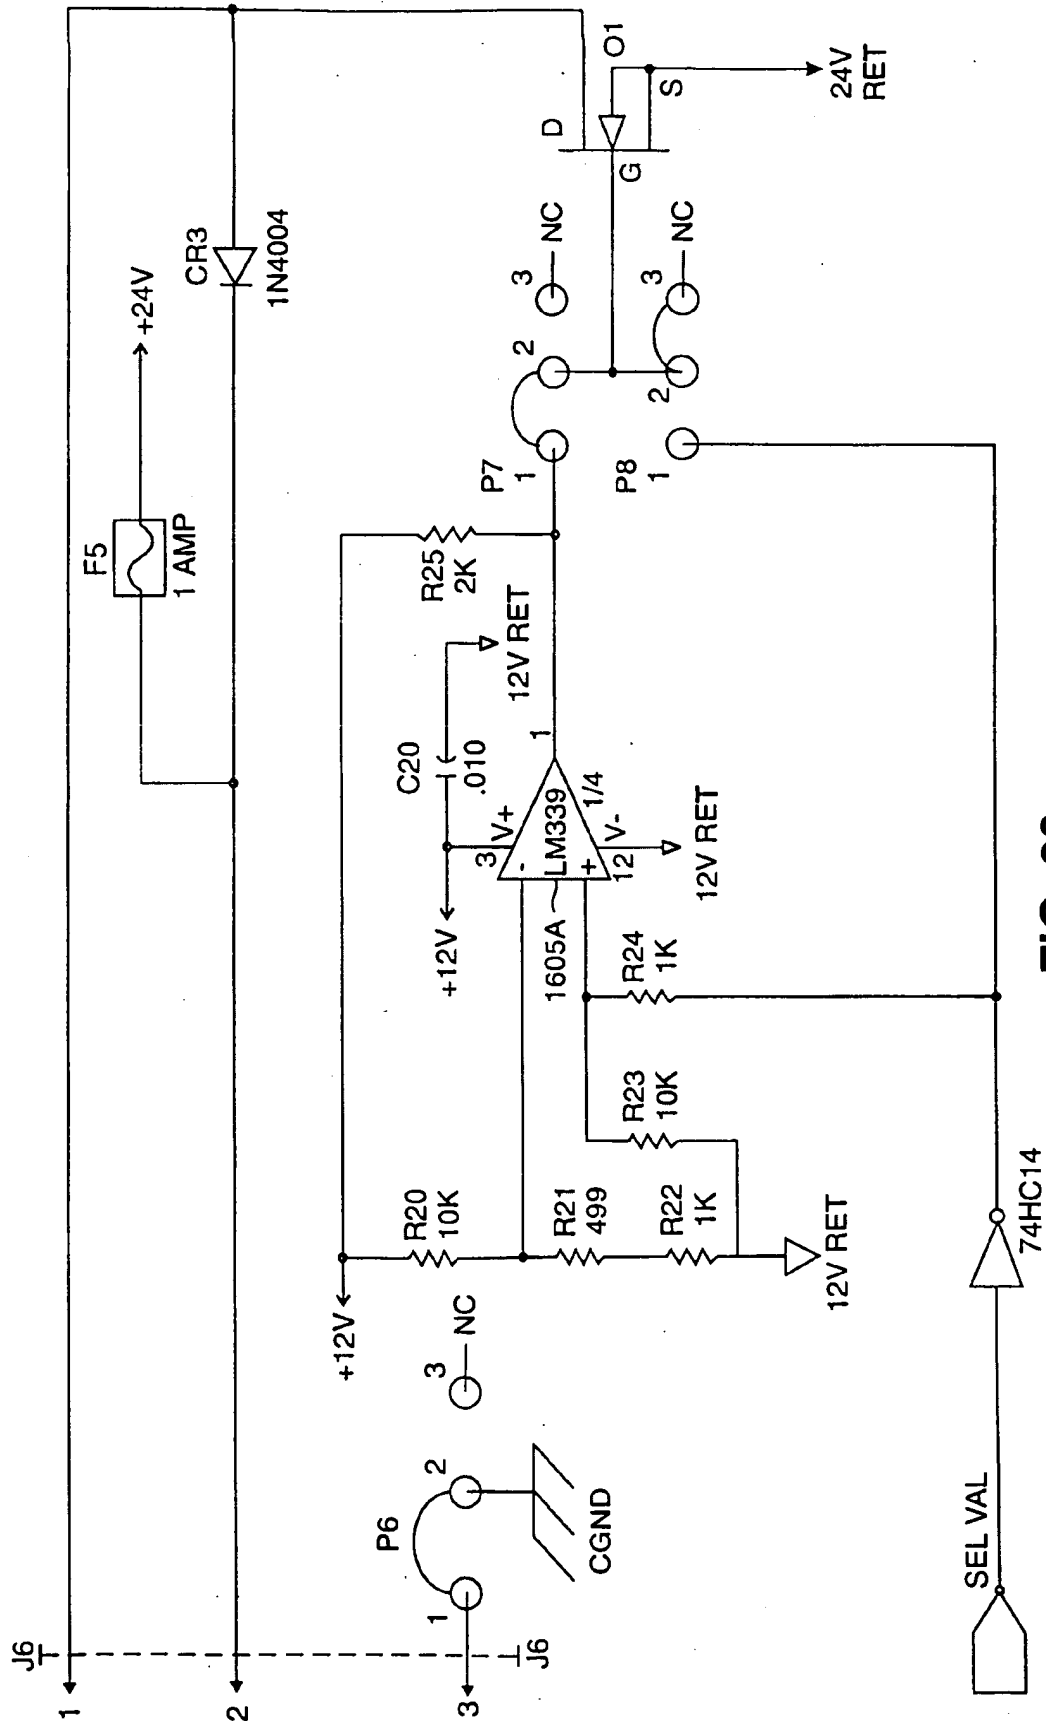 J6
J6
1
2
3
F5
1 AMP
+24V
CR3
1N4004
D
G
S
O1
24V
RET
P6
1
2
3
NC
CGND
+12V
R20
10K
R21
499
R22
1K
R23
10K
R24
1K
12V RET
+12V
C20
.010
12V RET
3
V+
-
LM339
+
1/4
V-
12
12V RET
1605A
1
R25
2K
P7
1
2
3
NC
P8
1
2
3
NC
SEL VAL
74HC14